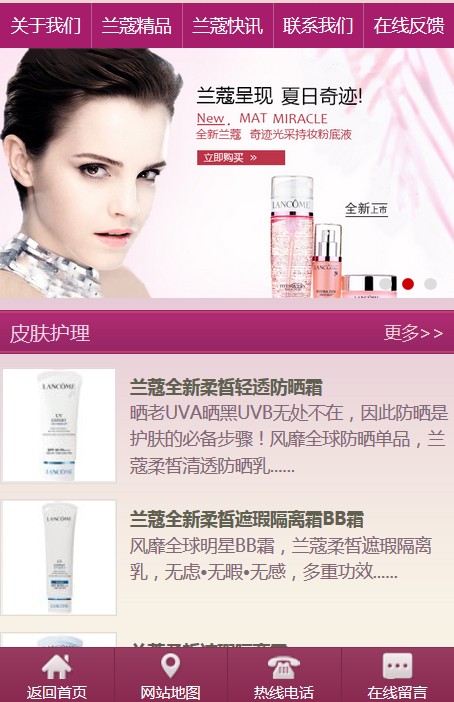 关于我们 兰蔻精品 兰蔻快讯 联系我们 在线反馈
兰蔻呈现 夏日奇迹!
New . MAT MIRACLE
全新兰蔻 奇迹光采持妆粉底液
立即购买 »
全新上市
LANCÔME
皮肤护理 更多>>
兰蔻全新柔皙轻透防晒霜
晒老UVA晒黑UVB无处不在，因此防晒是
护肤的必备步骤！风靡全球防晒单品，兰
蔻柔皙清透防晒乳......
LANCÔME
UV
EXPERT
兰蔻全新柔皙遮瑕隔离霜BB霜
风靡全球明星BB霜，兰蔻柔皙遮瑕隔离
乳，无虑•无暇•无感，多重功效......
LANCÔME
返回首页 网站地图 热线电话 在线留言